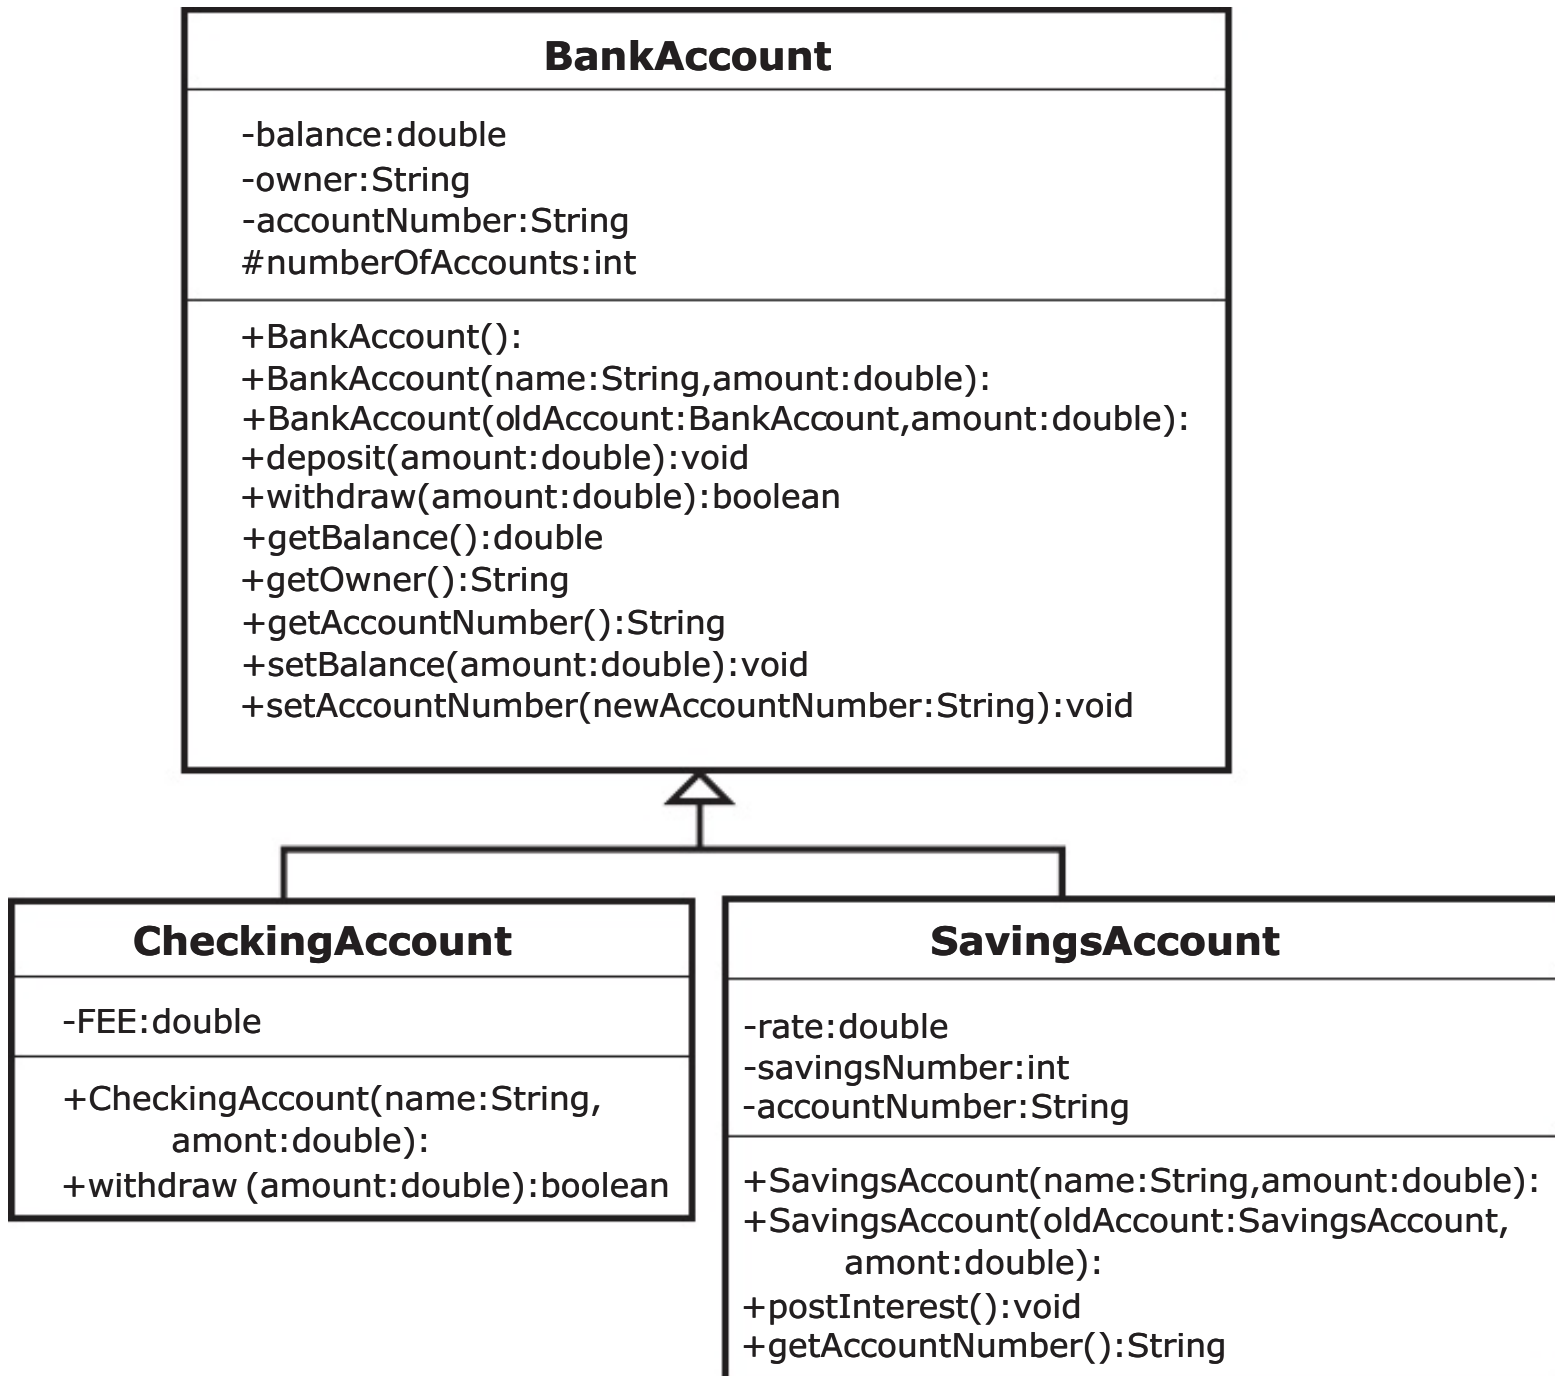 BankAccount
-balance:double
-owner:String
-accountNumber:String
#numberOfAccounts:int
+BankAccount():
+BankAccount(name:String,amount:double):
+BankAccount(oldAccount:BankAccount,amount:double):
+deposit(amount:double):void
+withdraw(amount:double):boolean
+getBalance():double
+getOwner():String
+getAccountNumber():String
+setBalance(amount:double):void
+setAccountNumber(newAccountNumber:String):void
CheckingAccount
-FEE:double
+CheckingAccount(name:String,
amont:double):
+withdraw (amount:double):boolean
SavingsAccount
-rate:double
-savingsNumber:int
-accountNumber:String
+SavingsAccount(name:String,amount:double):
+SavingsAccount(oldAccount:SavingsAccount,
amont:double):
+postInterest():void
+getAccountNumber():String